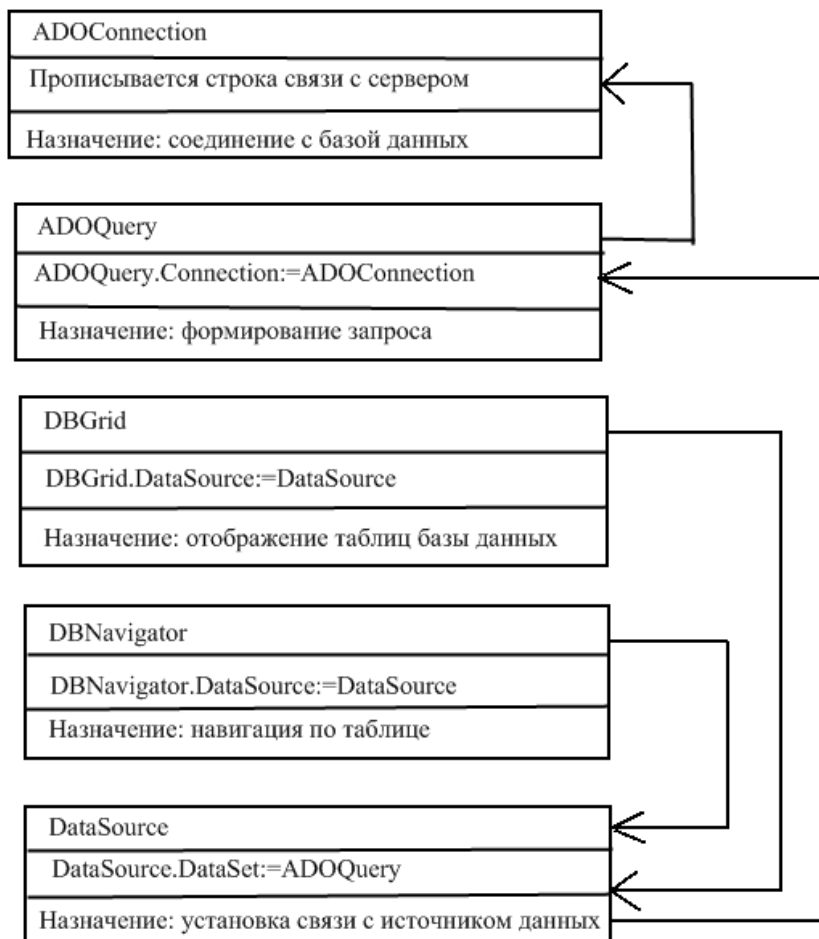 ADOConnection
Прописывается строка связи с сервером
Назначение: соединение с базой данных
ADOQuery
ADOQuery.Connection:=ADOConnection
Назначение: формирование запроса
DBGrid
DBGrid.DataSource:=DataSource
Назначение: отображение таблиц базы данных
DBNavigator
DBNavigator.DataSource:=DataSource
Назначение: навигация по таблице
DataSource
DataSource.DataSet:=ADOQuery
Назначение: установка связи с источником данных